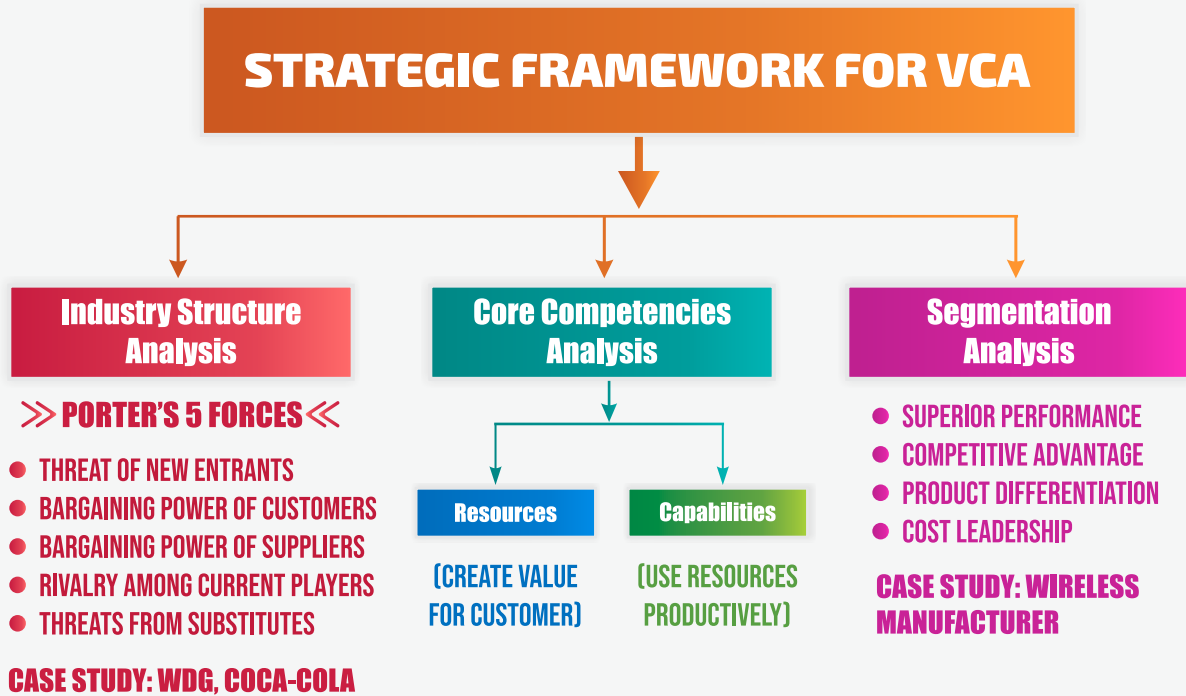 STRATEGIC FRAMEWORK FOR VCA
Industry Structure
Analysis
PORTER'S 5 FORCES
THREAT OF NEW ENTRANTS
BARGAINING POWER OF CUSTOMERS
BARGAINING POWER OF SUPPLIERS
RIVALRY AMONG CURRENT PLAYERS
THREATS FROM SUBSTITUTES
CASE STUDY: WDG, COCA-COLA
Core Competencies
Analysis
Resources
(CREATE VALUE
FOR CUSTOMER)
Capabilities
(USE RESOURCES
PRODUCTIVELY)
Segmentation
Analysis
SUPERIOR PERFORMANCE
COMPETITIVE ADVANTAGE
PRODUCT DIFFERENTIATION
COST LEADERSHIP
CASE STUDY: WIRELESS
MANUFACTURER